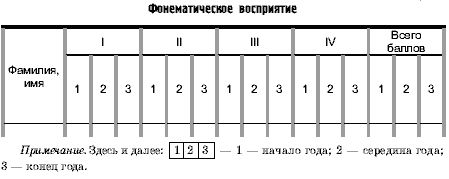 Фонематическое восприятие
Фамилия, имя I II III IV Всего баллов
1 2 3 1 2 3 1 2 3 1 2 3 1 2 3
Примечание. Здесь и далее: 1 2 3 — 1 — начало года; 2 — середина года;
3 — конец года.